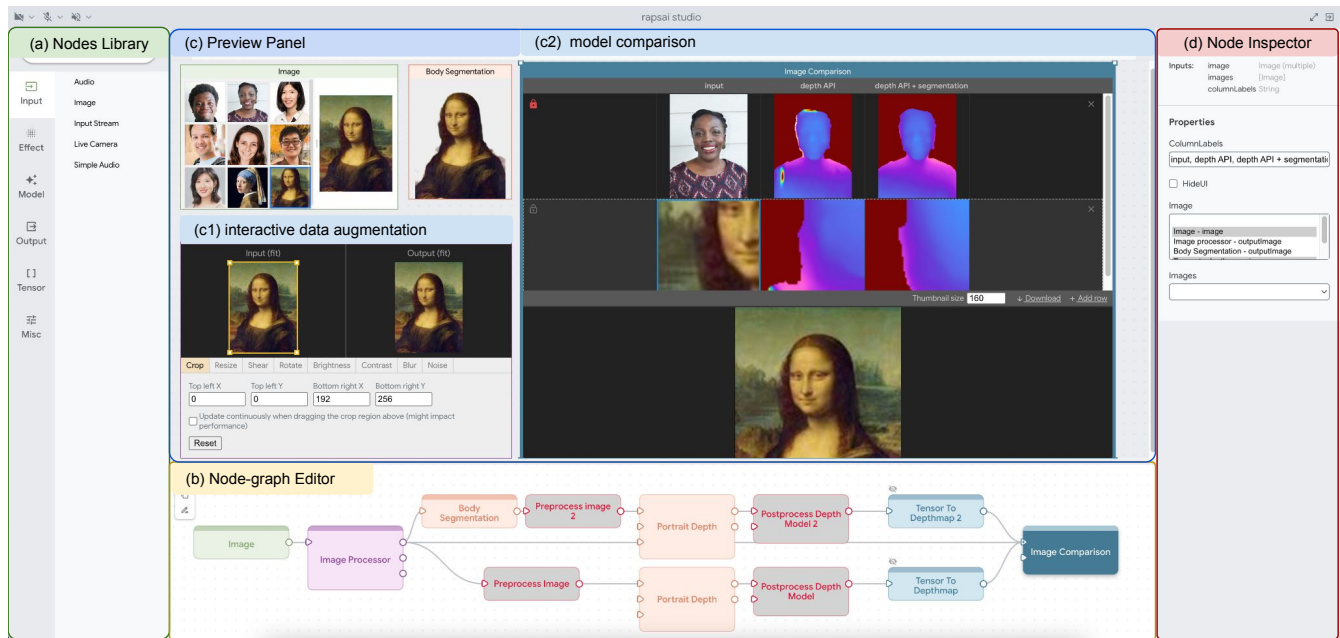 rapsai studio
(a) Nodes Library
Input
Effect
Model
Output
Tensor
Misc
Audio
Image
Input Stream
Live Camera
Simple Audio
(c) Preview Panel
Image
Body Segmentation
(c1) interactive data augmentation
Input (fit)
Output (fit)
Crop Resize Shear Rotate Brightness Contrast Blur Noise
Top left X Top left Y Bottom right X Bottom right Y
0 0 192 256
Update continuously when dragging the crop region above (might impact
performance)
Reset
(c2) model comparison
Image Comparison
input depth API depth API + segmentation
Thumbnail size 160 Download + Add row
(b) Node-graph Editor
Image
Image Processor
Body
Segmentation
Preprocess image
2
Portrait Depth
Postprocess Depth
Model 2
Tensor To
Depthmap 2
Image Comparison
Preprocess Image
Portrait Depth
Postprocess Depth
Model
Tensor To
Depthmap
(d) Node Inspector
Inputs: image Image (multiple)
images [Image]
columnLabels String
Properties
ColumnLabels
input, depth API, depth API + segmentati
HideUI
Image
Image - image
Image processor - outputImage
Body Segmentation - outputImage
Images